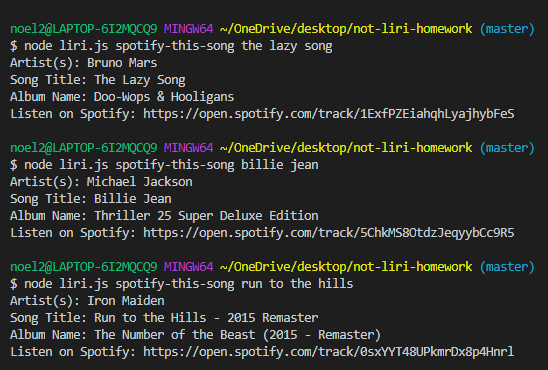 noel2@LAPTOP-6I2MQCQ9 MINGW64 ~/OneDrive/desktop/not-liri-homework (master)
$ node liri.js spotify-this-song the lazy song
Artist(s): Bruno Mars
Song Title: The Lazy Song
Album Name: Doo-Wops & Hooligans
Listen on Spotify: https://open.spotify.com/track/1ExfPZEiahqhLyajhybFeS
noel2@LAPTOP-6I2MQCQ9 MINGW64 ~/OneDrive/desktop/not-liri-homework (master)
$ node liri.js spotify-this-song billie jean
Artist(s): Michael Jackson
Song Title: Billie Jean
Album Name: Thriller 25 Super Deluxe Edition
Listen on Spotify: https://open.spotify.com/track/5ChkMS8OtdzJeqyybCc9R5
noel2@LAPTOP-6I2MQCQ9 MINGW64 ~/OneDrive/desktop/not-liri-homework (master)
$ node liri.js spotify-this-song run to the hills
Artist(s): Iron Maiden
Song Title: Run to the Hills - 2015 Remaster
Album Name: The Number of the Beast (2015 - Remaster)
Listen on Spotify: https://open.spotify.com/track/0sxYYT48UPkmrDx8p4Hnrl